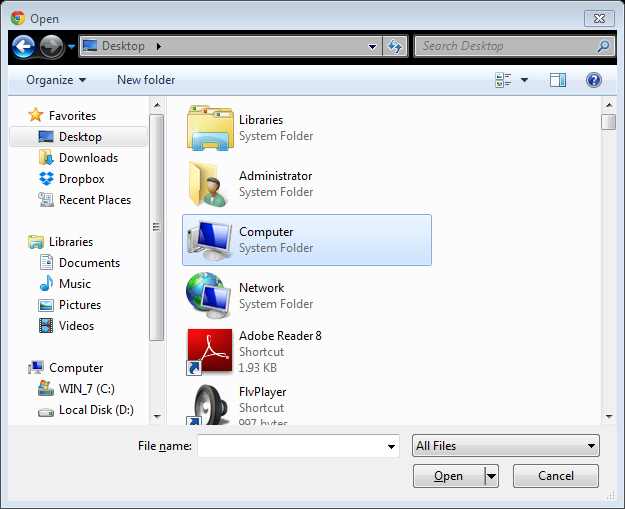 Open
Desktop
Search Desktop
Organize
New folder
Favorites
Desktop
Downloads
Dropbox
Recent Places
Libraries
Documents
Music
Pictures
Videos
Computer
WIN_7 (C:)
Local Disk (D:)
Libraries
System Folder
Administrator
System Folder
Computer
System Folder
Network
System Folder
Adobe Reader 8
Shortcut
1.93 KB
FlvPlayer
Shortcut
997 bytes
File name:
All Files
Open
Cancel